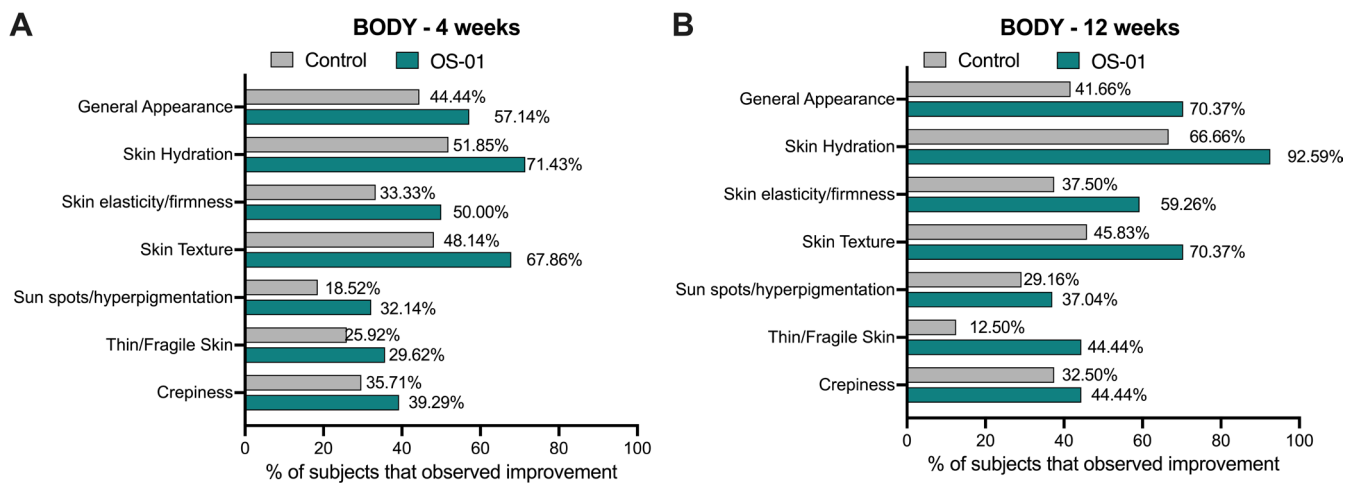 A
BODY - 4 weeks
Control
OS-01
General Appearance
44.44%
57.14%
Skin Hydration
51.85%
71.43%
Skin elasticity/firmness
33.33%
50.00%
Skin Texture
48.14%
67.86%
Sun spots/hyperpigmentation
18.52%
32.14%
Thin/Fragile Skin
25.92%
29.62%
Crepiness
35.71%
39.29%
0 20 40 60 80 100
% of subjects that observed improvement
B
BODY - 12 weeks
Control
OS-01
General Appearance
41.66%
70.37%
Skin Hydration
66.66%
92.59%
Skin elasticity/firmness
37.50%
59.26%
Skin Texture
45.83%
70.37%
Sun spots/hyperpigmentation
29.16%
37.04%
Thin/Fragile Skin
12.50%
44.44%
Crepiness
32.50%
44.44%
0 20 40 60 80 100
% of subjects that observed improvement